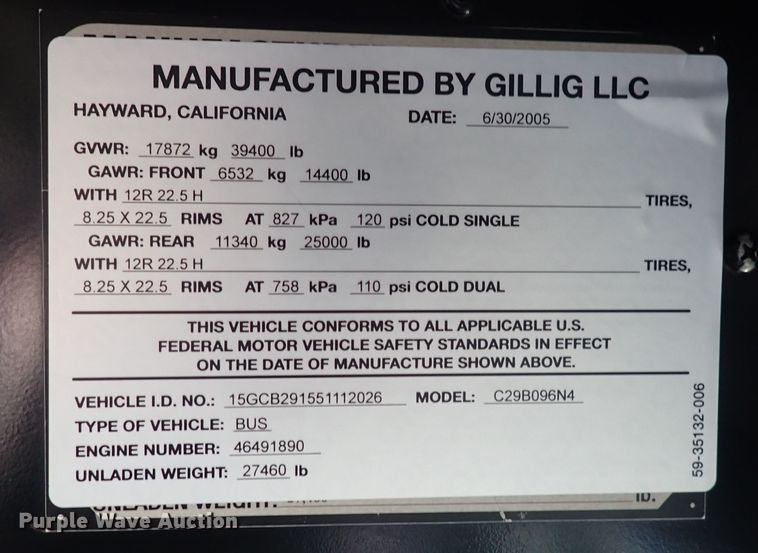 MANUFACTURED BY GILLIG LLC
HAYWARD, CALIFORNIA DATE: 6/30/2005
GVWR: 17872 kg 39400 lb
GAWR: FRONT 6532 kg 14400 lb
WITH 12R 22.5 H TIRES,
8.25 X 22.5 RIMS AT 827 kPa 120 psi COLD SINGLE
GAWR: REAR 11340 kg 25000 lb
WITH 12R 22.5 H TIRES,
8.25 X 22.5 RIMS AT 758 kPa 110 psi COLD DUAL
THIS VEHICLE CONFORMS TO ALL APPLICABLE U.S.
FEDERAL MOTOR VEHICLE SAFETY STANDARDS IN EFFECT
ON THE DATE OF MANUFACTURE SHOWN ABOVE.
VEHICLE I.D. NO.: 15GCB291551112026 MODEL: C29B096N4
TYPE OF VEHICLE: BUS
ENGINE NUMBER: 46491890
UNLADEN WEIGHT: 27460 lb
59-35132-006
UNLADEN WEIGHT: lb.
Purple Wave Auction